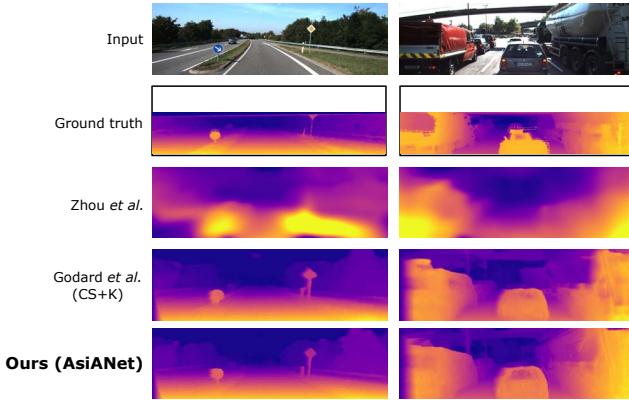 Input
Ground truth
Zhou et al.
Godard et al.
(CS+K)
Ours (AsiANet)